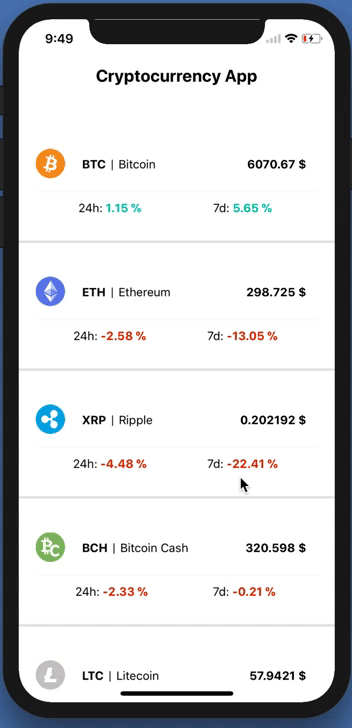 9:49
Cryptocurrency App
BTC | Bitcoin 6070.67 $
24h: 1.15 % 7d: 5.65 %
ETH | Ethereum 298.725 $
24h: -2.58 % 7d: -13.05 %
XRP | Ripple 0.202192 $
24h: -4.48 % 7d: -22.41 %
BCH | Bitcoin Cash 320.598 $
24h: -2.33 % 7d: -0.21 %
LTC | Litecoin 57.9421 $